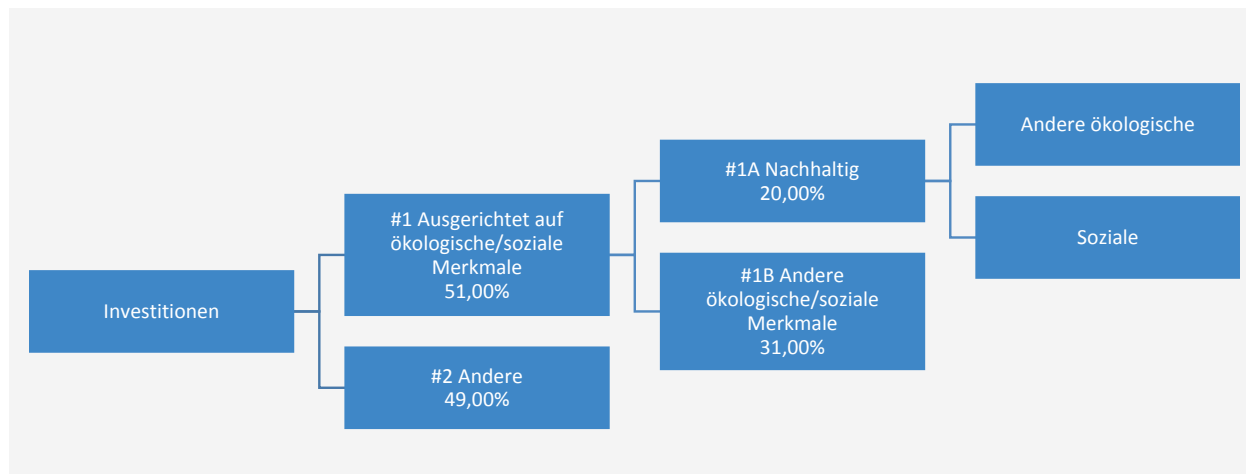 Investitionen
#1 Ausgerichtet auf
ökologische/soziale
Merkmale
51,00%
#2 Andere
49,00%
#1A Nachhaltig
20,00%
#1B Andere
ökologische/soziale
Merkmale
31,00%
Andere ökologische
Soziale